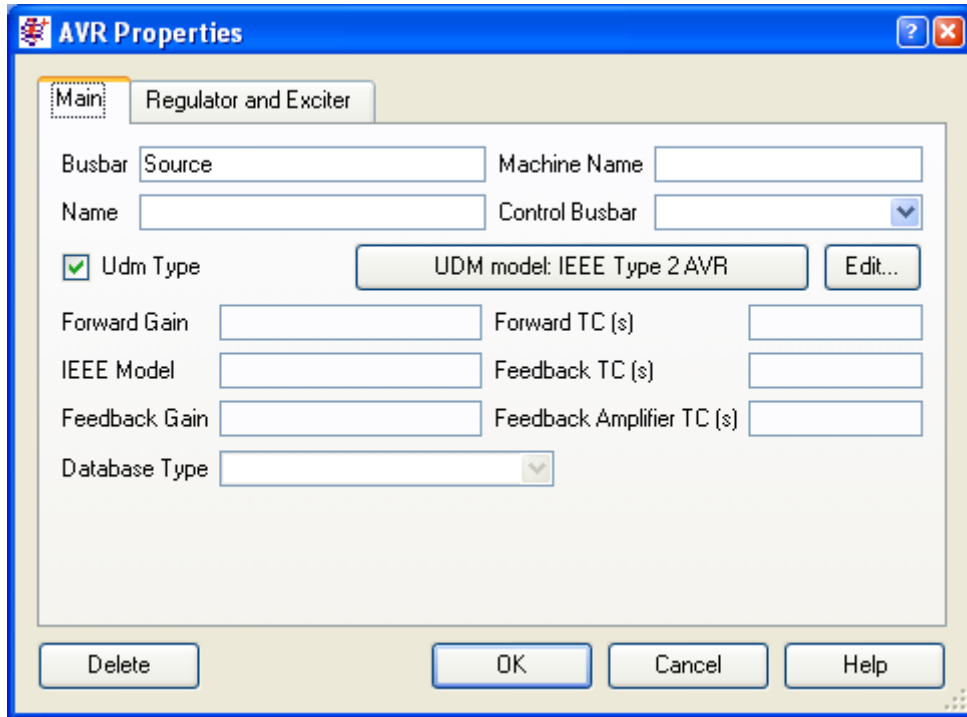 AVR Properties
Main Regulator and Exciter
Busbar Source Machine Name
Name Control Busbar
Udm Type UDM model: IEEE Type 2 AVR Edit...
Forward Gain Forward TC (s)
IEEE Model Feedback TC (s)
Feedback Gain Feedback Amplifier TC (s)
Database Type
Delete OK Cancel Help